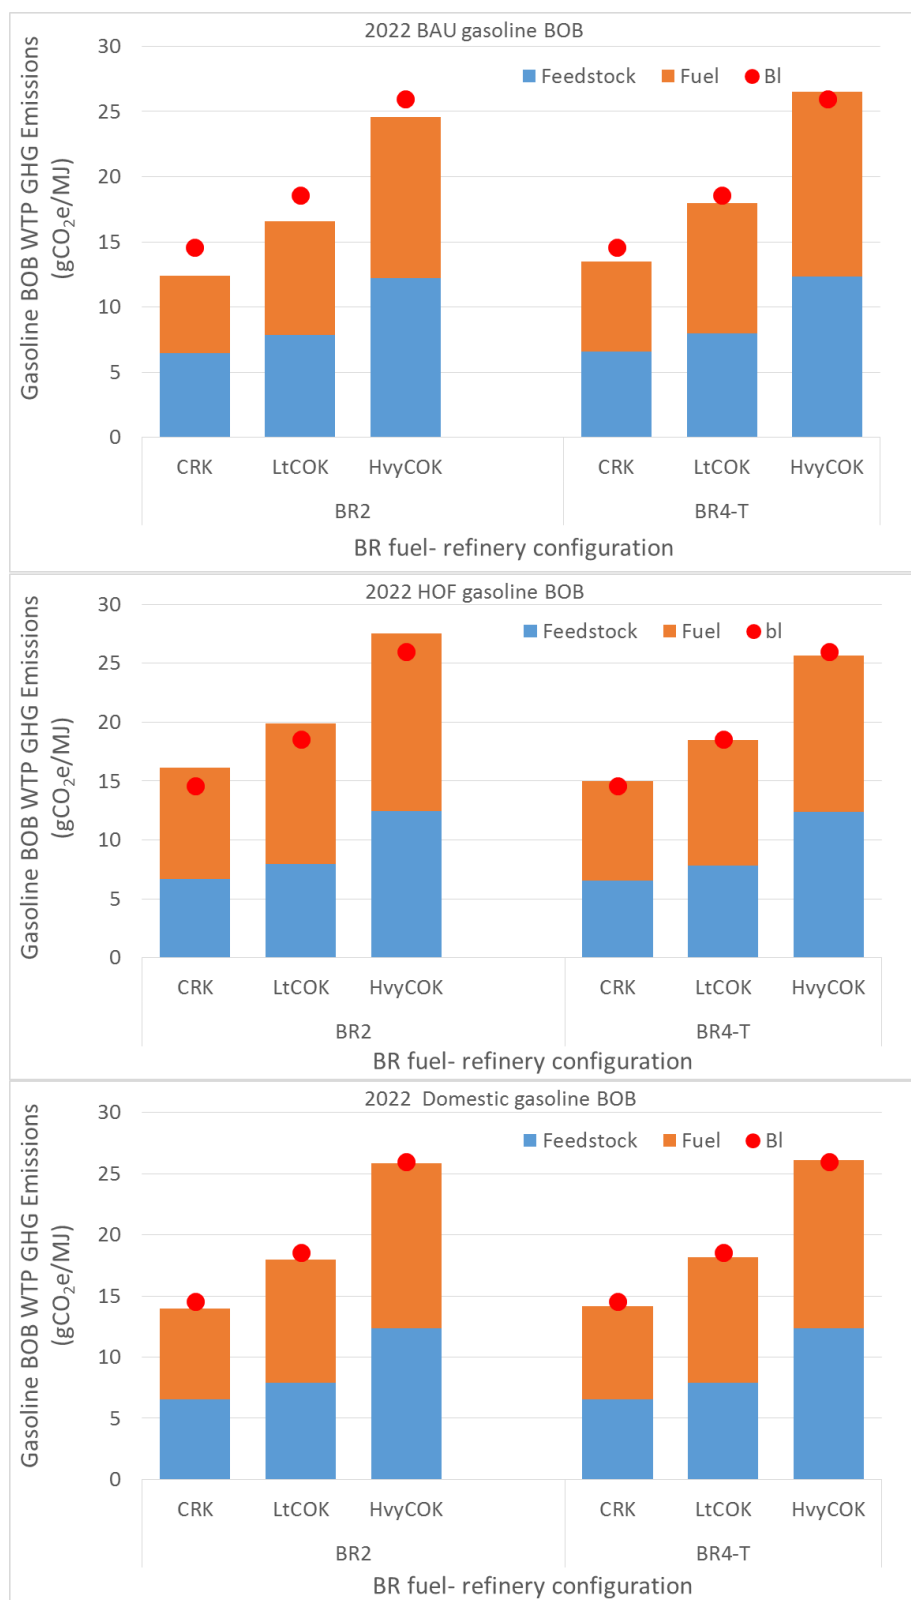 2022 BAU gasoline BOB
Feedstock Fuel Bl
Gasoline BOB WTP GHG Emissions
(gCO₂e/MJ)
30
25
20
15
10
5
0
CRK LtCOK HvyCOK CRK LtCOK HvyCOK
BR2 BR4-T
BR fuel- refinery configuration
2022 HOF gasoline BOB
Feedstock Fuel bl
Gasoline BOB WTP GHG Emissions
(gCO₂e/MJ)
30
25
20
15
10
5
0
CRK LtCOK HvyCOK CRK LtCOK HvyCOK
BR2 BR4-T
BR fuel- refinery configuration
2022 Domestic gasoline BOB
Feedstock Fuel Bl
Gasoline BOB WTP GHG Emissions
(gCO₂e/MJ)
30
25
20
15
10
5
0
CRK LtCOK HvyCOK CRK LtCOK HvyCOK
BR2 BR4-T
BR fuel- refinery configuration